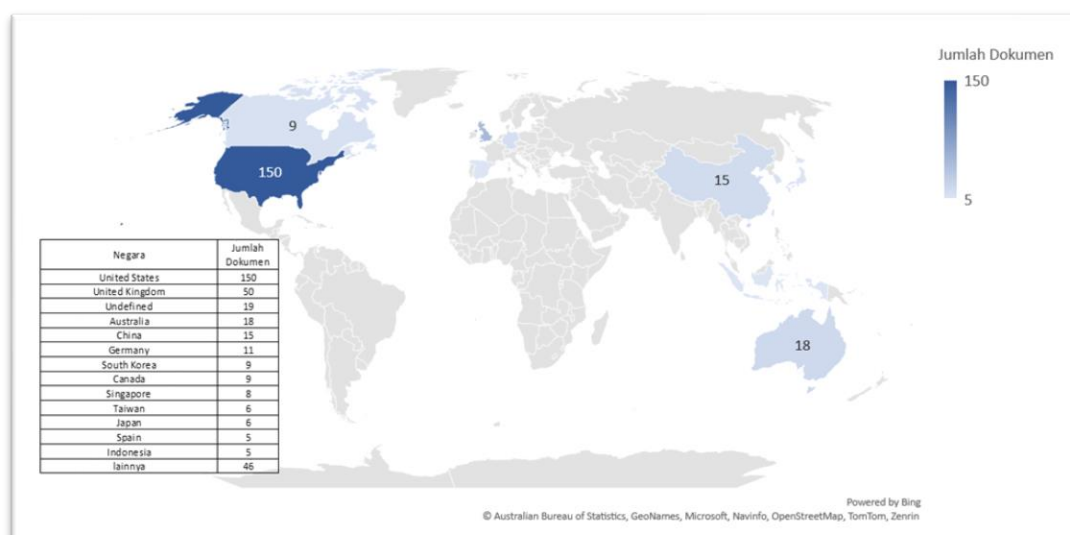 Jumlah Dokumen
150
5
9
150
15
18
Negara Jumlah Dokumen
United States 150
United Kingdom 50
Undefined 19
Australia 18
China 15
Germany 11
South Korea 9
Canada 9
Singapore 8
Taiwan 6
Japan 6
Spain 5
Indonesia 5
lainnya 46
Powered by Bing
© Australian Bureau of Statistics, GeoNames, Microsoft, Navinfo, OpenStreetMap, TomTom, Zenrin